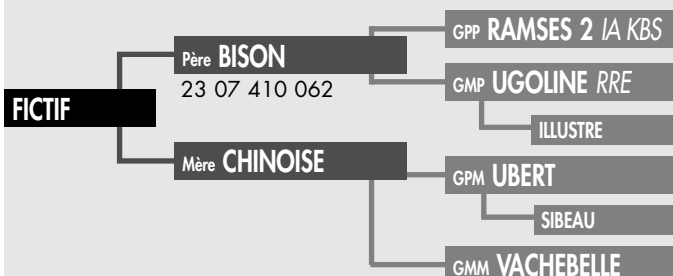 GPP RAMSES 2 IA KBS
Père BISON
23 07 410 062
GMP UGOLINE RRE
FICTIF
ILLUSTRE
Mère CHINOISE
GPM UBERT
SIBEAU
GMM VACHEBELLE